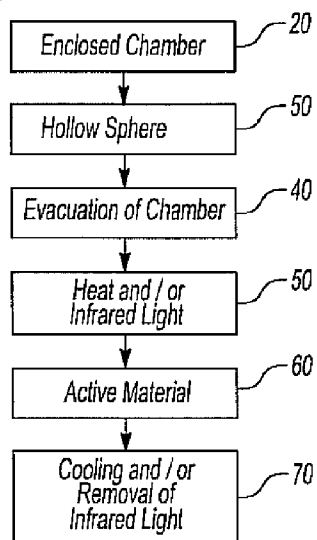 Enclosed Chamber
20
Hollow Sphere
50
Evacuation of Chamber
40
Heat and / or
Infrared Light
50
Active Material
60
Cooling and / or
Removal of
Infrared Light
70